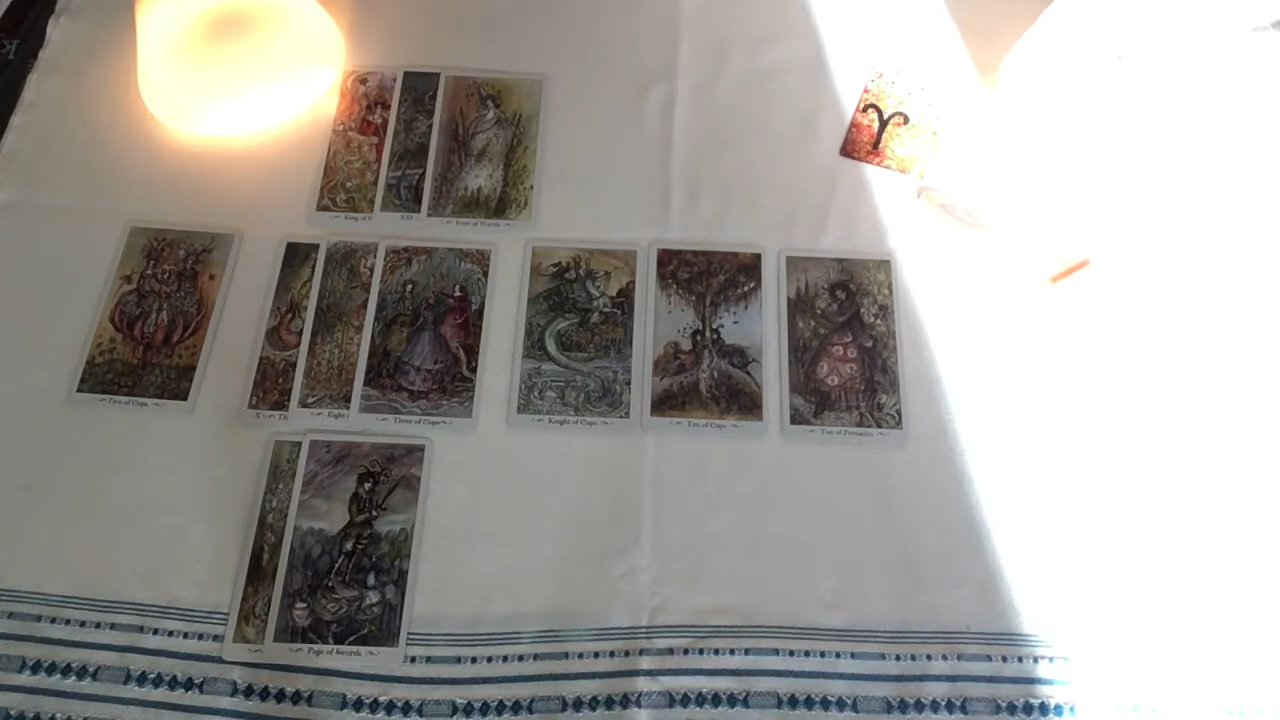 King of
XXI
Four of Wands
Two of Cups
Eight
Three of Cups
Knight of Cups
Ten of Cups
Ten of Pentacles
Page of Swords